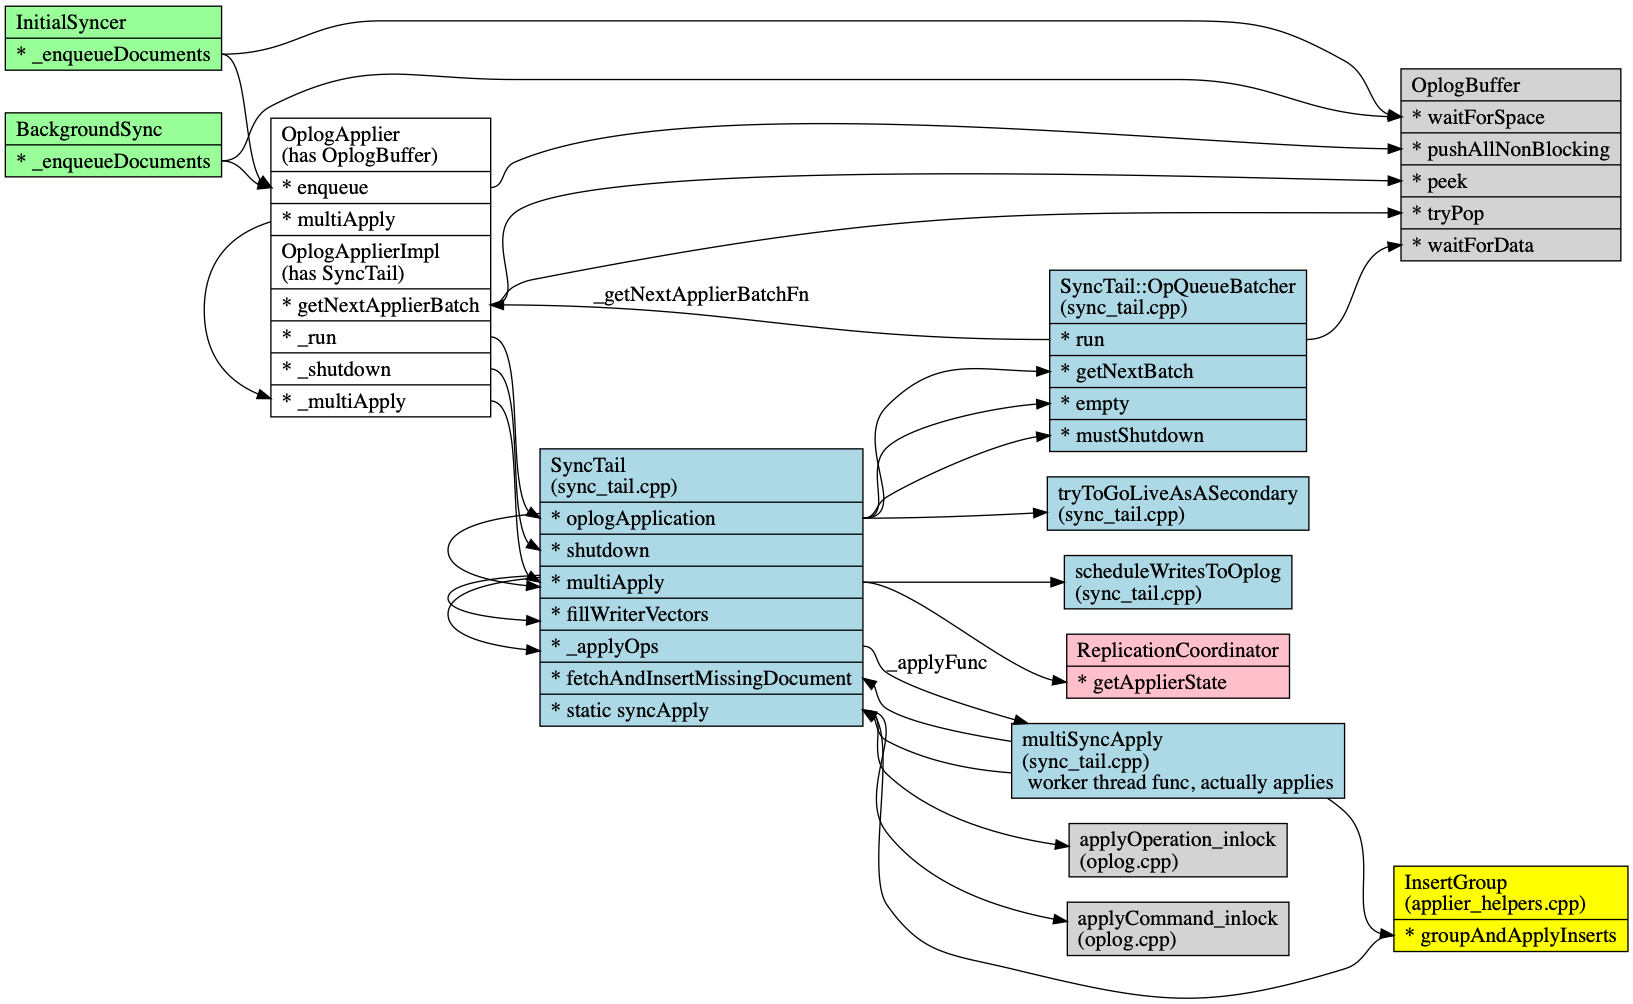 InitialSyncer
* _enqueueDocuments
BackgroundSync
* _enqueueDocuments
OplogApplier
(has OplogBuffer)
* enqueue
* multiApply
OplogApplierImpl
(has SyncTail)
* getNextApplierBatch
* _run
* _shutdown
* _multiApply
OplogBuffer
* waitForSpace
* pushAllNonBlocking
* peek
* tryPop
* waitForData
_getNextApplierBatchFn
SyncTail::OpQueueBatcher
(sync_tail.cpp)
* run
* getNextBatch
* empty
* mustShutdown
SyncTail
(sync_tail.cpp)
* oplogApplication
* shutdown
* multiApply
* fillWriterVectors
* _applyOps
* fetchAndInsertMissingDocument
* static syncApply
tryToGoLiveAsASecondary
(sync_tail.cpp)
scheduleWritesToOplog
(sync_tail.cpp)
ReplicationCoordinator
* getApplierState
_applyFunc
multiSyncApply
(sync_tail.cpp)
worker thread func, actually applies
applyOperation_inlock
(oplog.cpp)
applyCommand_inlock
(oplog.cpp)
InsertGroup
(applier_helpers.cpp)
* groupAndApplyInserts